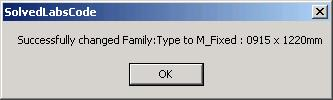 SolvedLabsCode
Successfully changed Family:Type to M_Fixed : 0915 x 1220mm
OK